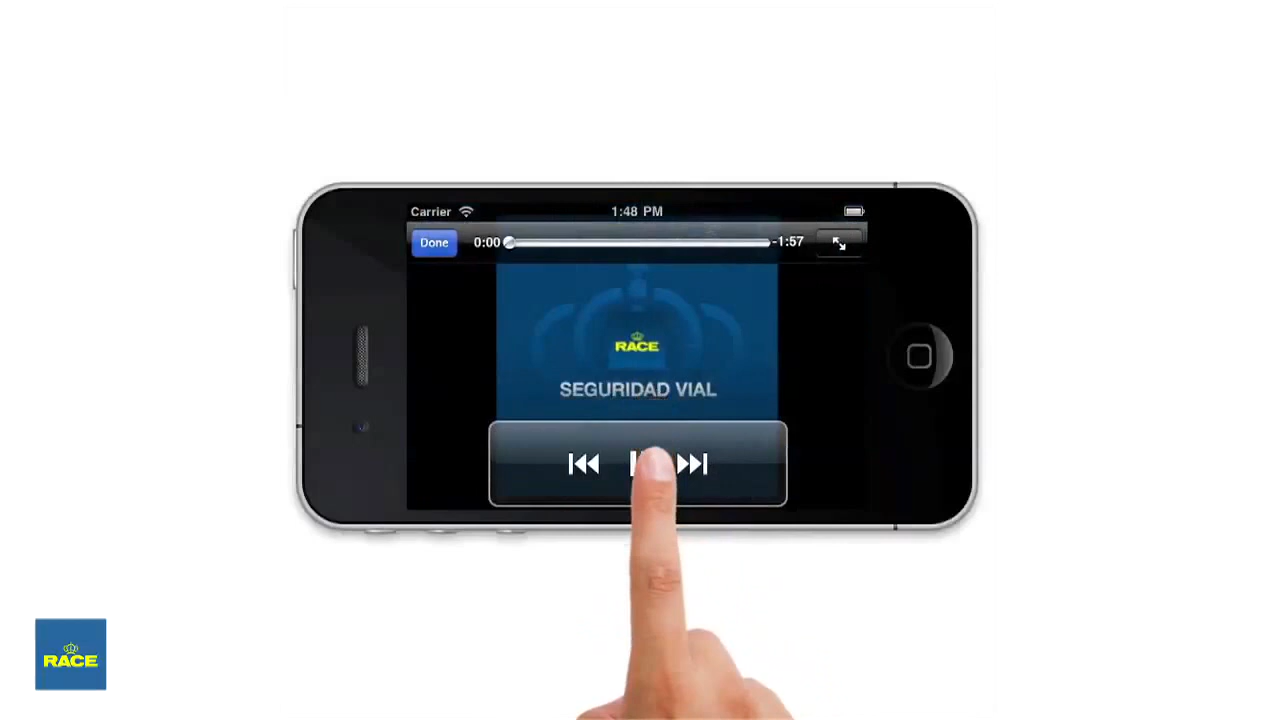 Carrier 1:48 PM
Done 0:00 -1:57
RACE
SEGURIDAD VIAL
RACE